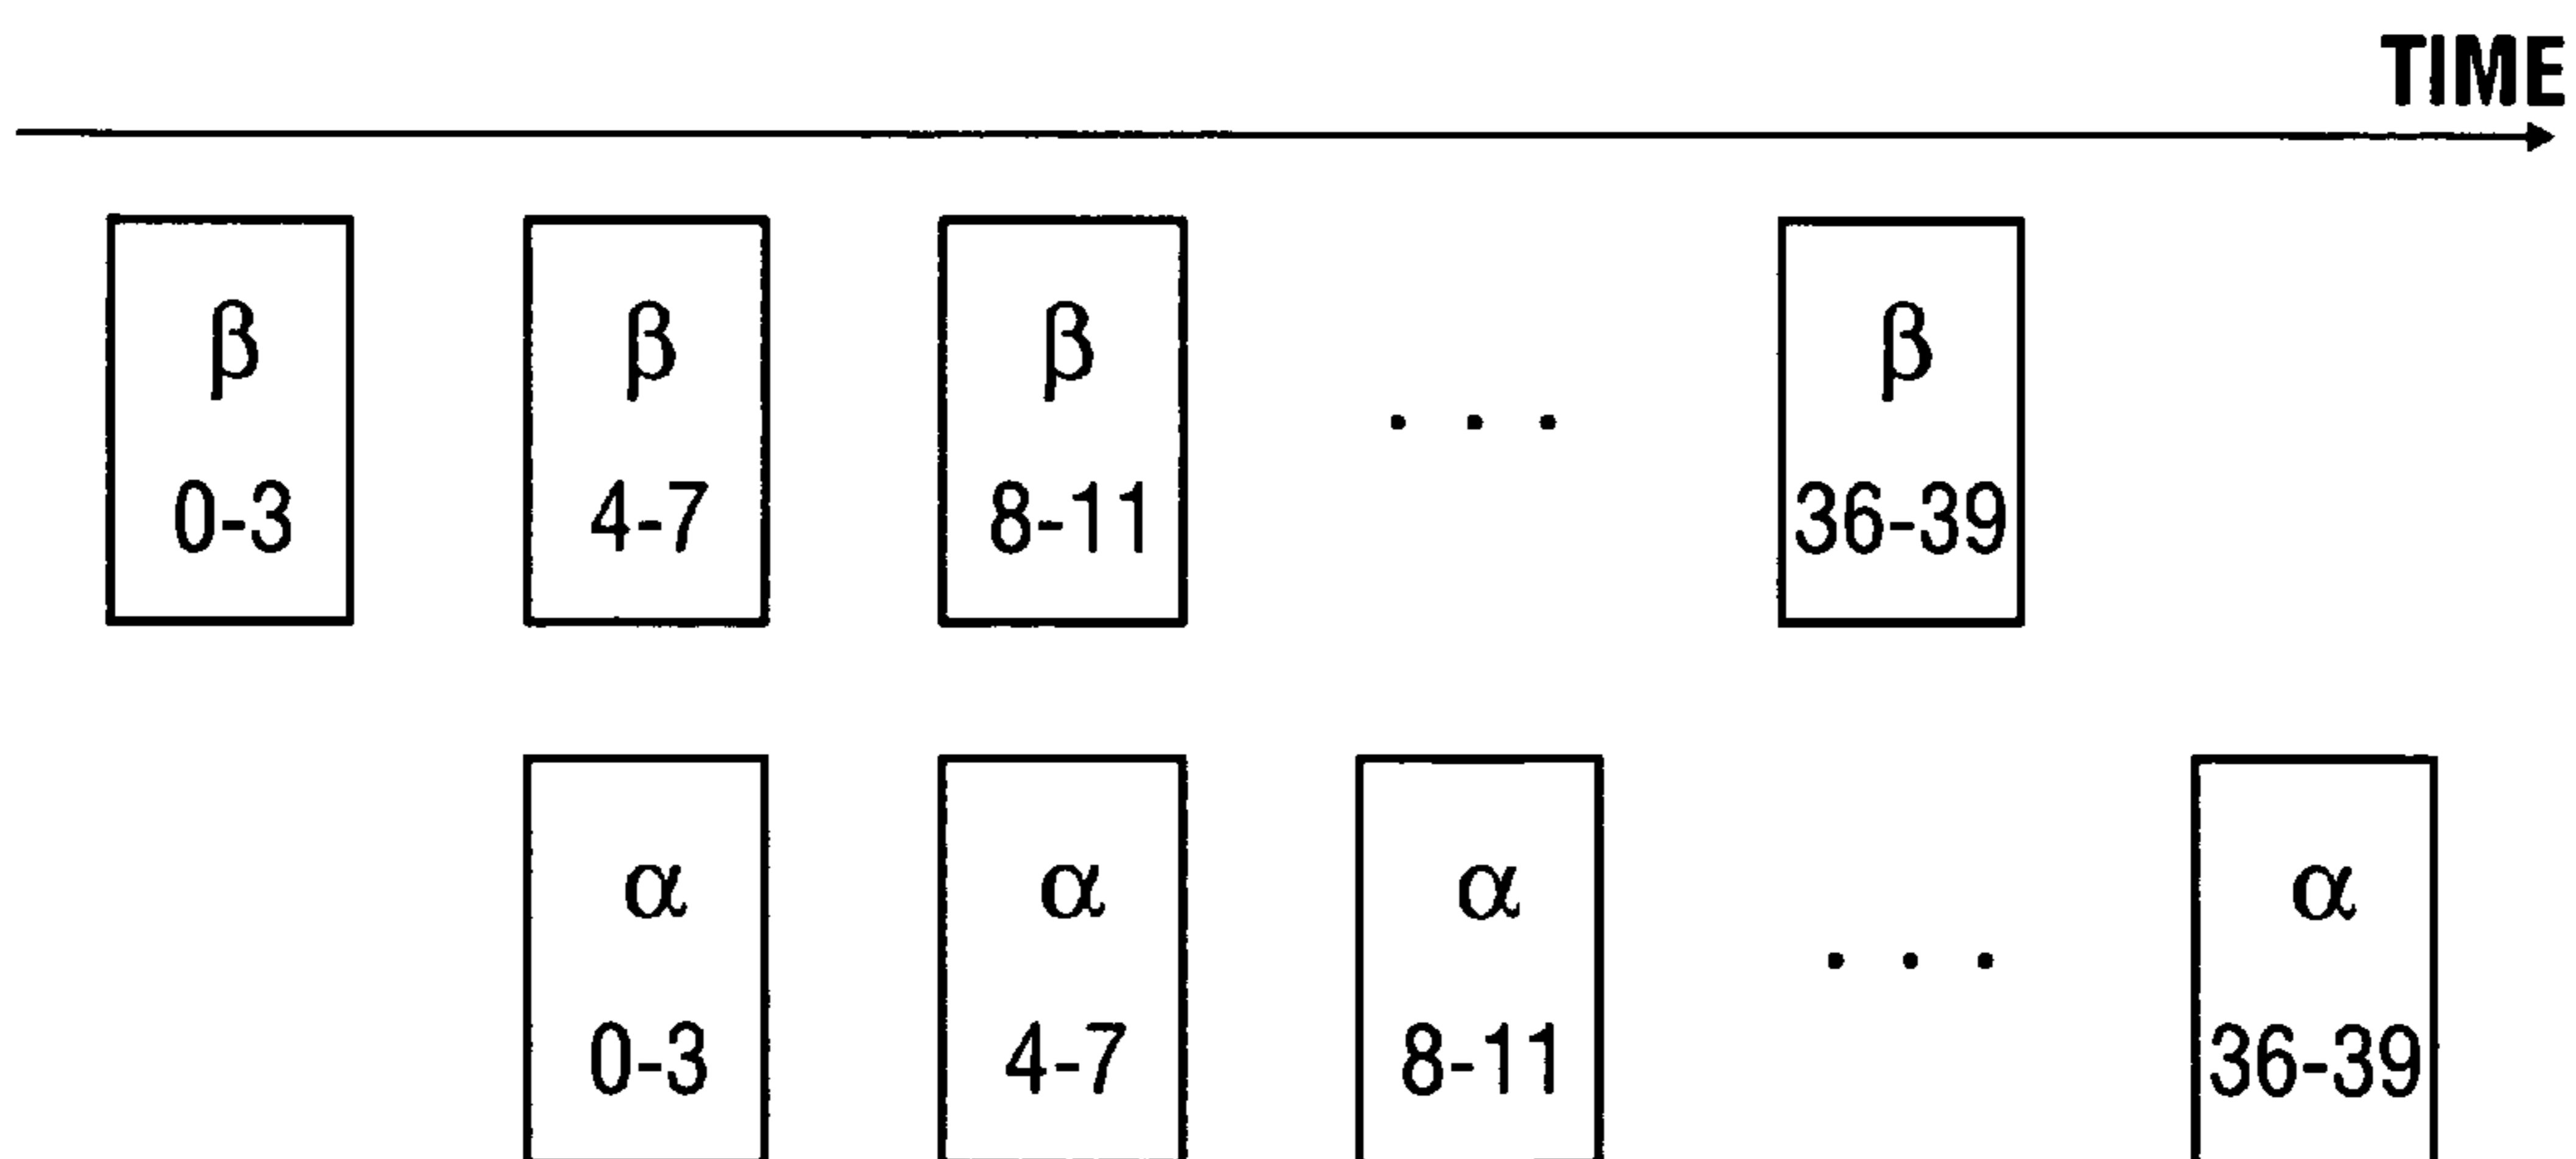 TIME
β β β β
0-3 4-7 8-11 . . . 36-39
α α α α
0-3 4-7 8-11 . . . 36-39